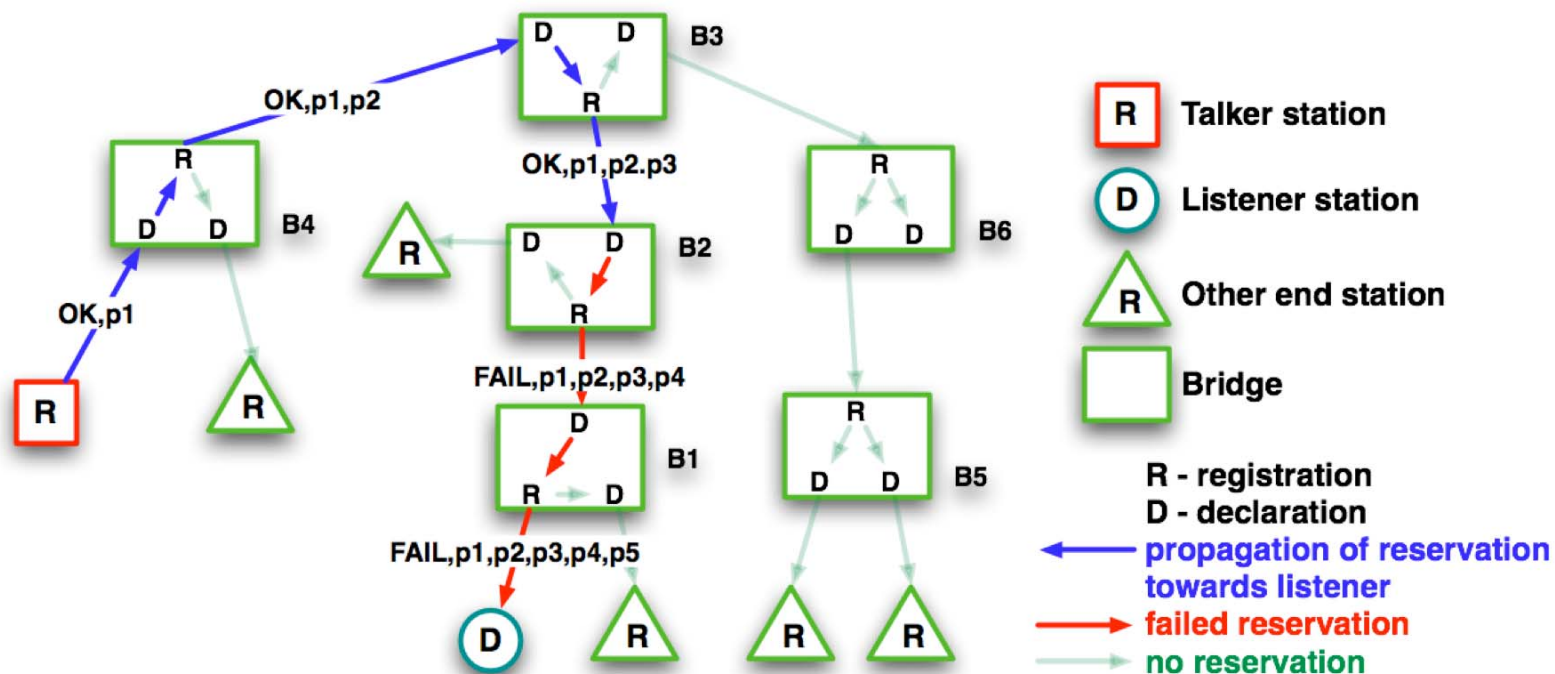 D D B3
R
OK,p1,p2
OK,p1,p2.p3
R
D D B4
D D B2
R
R
R
D D B6
OK,p1
FAIL,p1,p2,p3,p4
R
R
D
R D B1
R
D D B5
FAIL,p1,p2,p3,p4,p5
D
R
R
R
R Talker station
D Listener station
R Other end station
Bridge
R - registration
D - declaration
propagation of reservation
towards listener
failed reservation
no reservation